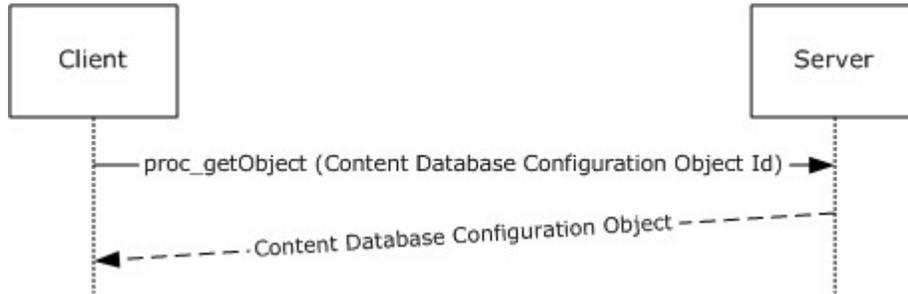 Client
Server
proc_getObject (Content Database Configuration Object Id)
Content Database Configuration Object